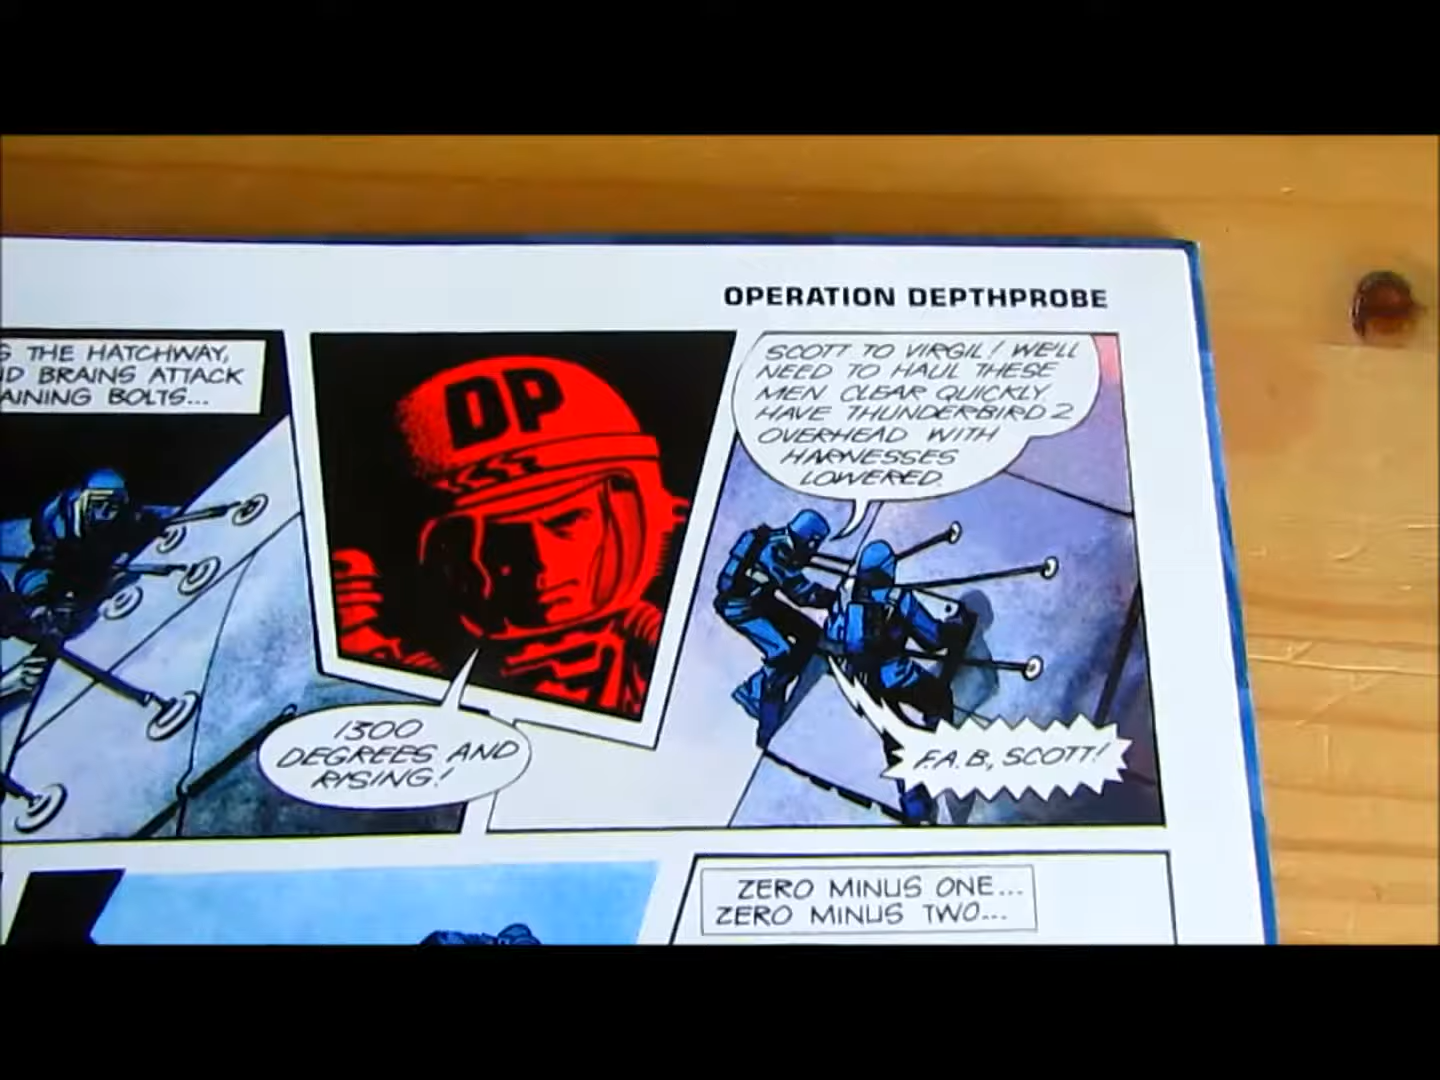 OPERATION DEPTHPROBE
THE HATCHWAY,
BRAINS ATTACK
BOLTS...
DP
1300
DEGREES AND
RISING!
SCOTT TO VIRGIL! WE'LL
NEED TO HAUL THESE
MEN CLEAR QUICKLY.
HAVE THUNDERBIRD 2
OVERHEAD WITH
HARNESSES
LOWERED.
F.A.B., SCOTT!
ZERO MINUS ONE...
ZERO MINUS TWO...